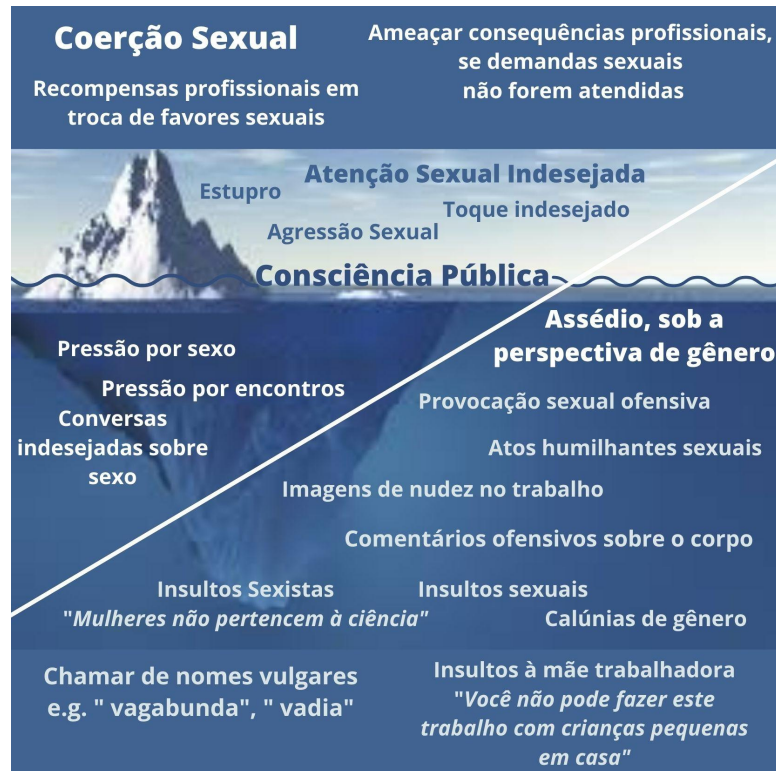 Coerção Sexual
Recompensas profissionais em
troca de favores sexuais
Ameaçar consequências profissionais,
se demandas sexuais
não forem atendidas
Atenção Sexual Indesejada
Estupro
Toque indesejado
Agressão Sexual
Consciência Pública
Assédio, sob a
perspectiva de gênero
Pressão por sexo
Pressão por encontros
Conversas
indesejadas sobre
sexo
Provocação sexual ofensiva
Atos humilhantes sexuais
Imagens de nudez no trabalho
Comentários ofensivos sobre o corpo
Insultos Sexistas
"Mulheres não pertencem à ciência"
Insultos sexuais
Calúnias de gênero
Chamar de nomes vulgares
e.g. " vagabunda", " vadia"
Insultos à mãe trabalhadora
"Você não pode fazer este
trabalho com crianças pequenas
em casa"